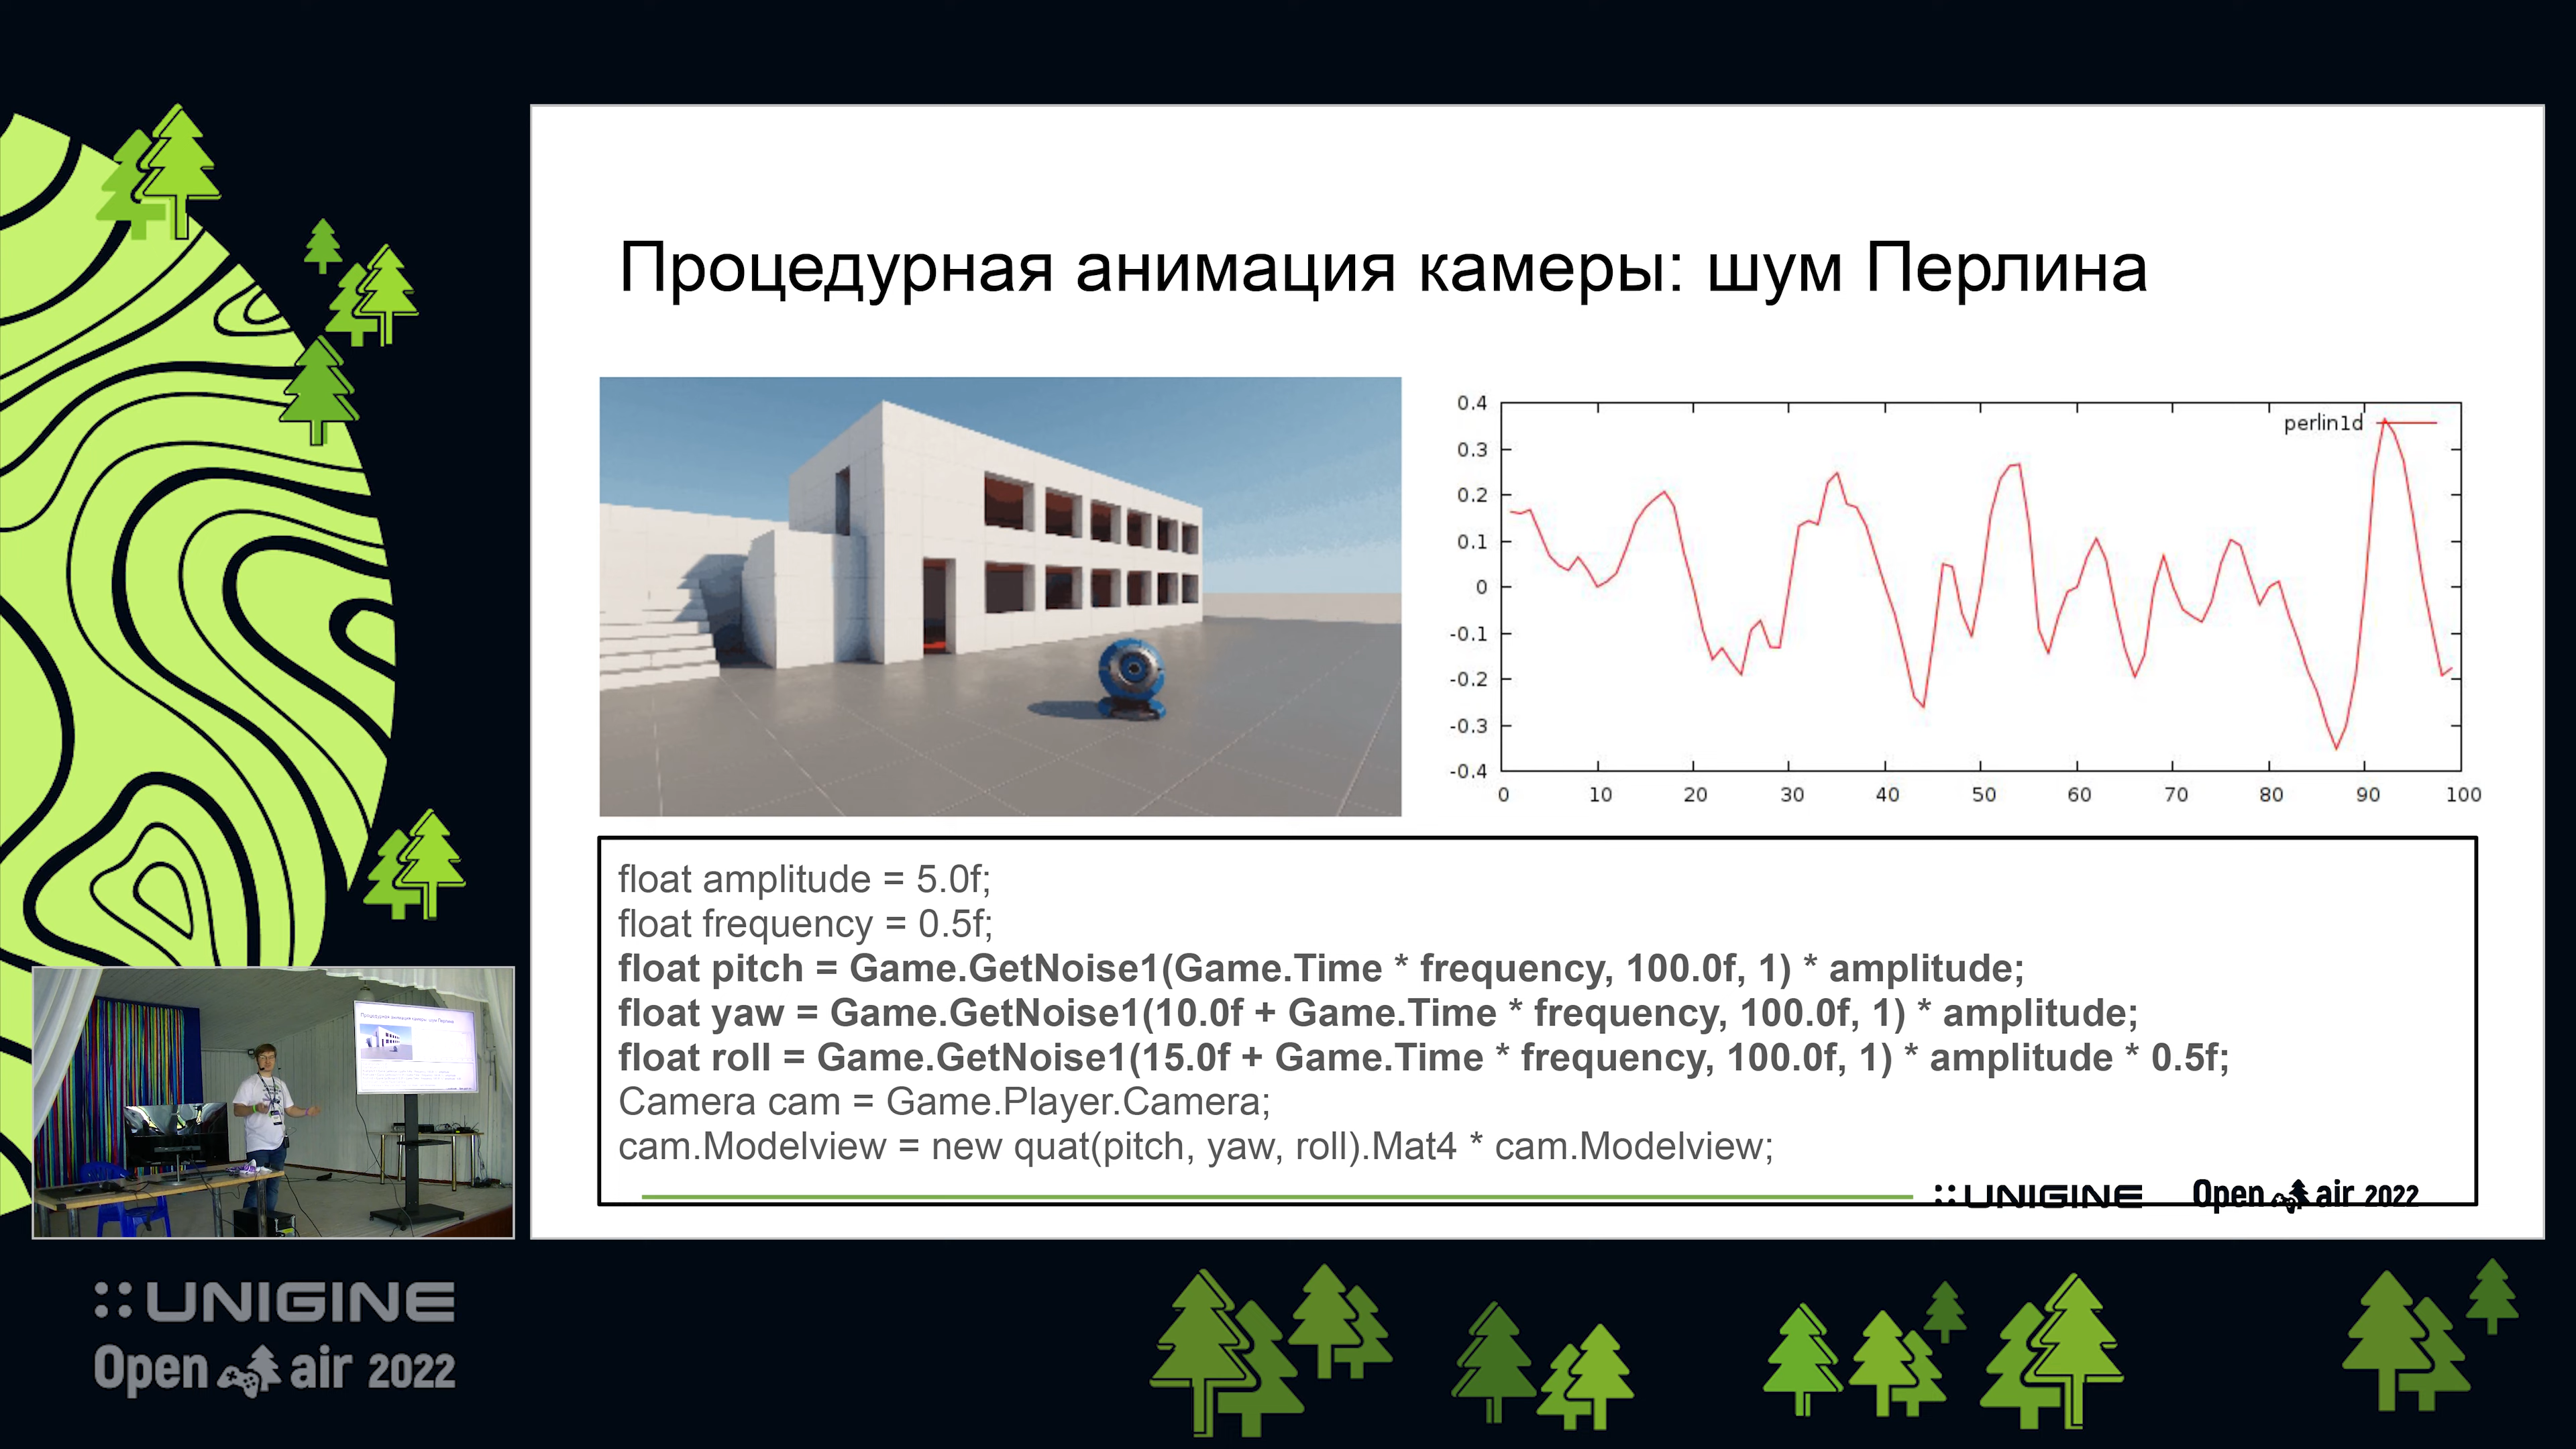 Процедурная анимация камеры: шум Перлина
perlin1d
0.4
0.3
0.2
0.1
0
-0.1
-0.2
-0.3
-0.4
0 10 20 30 40 50 60 70 80 90 100
float amplitude = 5.0f;
float frequency = 0.5f;
float pitch = Game.GetNoise1(Game.Time * frequency, 100.0f, 1) * amplitude;
float yaw = Game.GetNoise1(10.0f + Game.Time * frequency, 100.0f, 1) * amplitude;
float roll = Game.GetNoise1(15.0f + Game.Time * frequency, 100.0f, 1) * amplitude * 0.5f;
Camera cam = Game.Player.Camera;
cam.Modelview = new quat(pitch, yaw, roll).Mat4 * cam.Modelview;
UNIGINE Open air 2022
Процедурная анимация камеры: шум Перлина
UNIGINE
Open air 2022